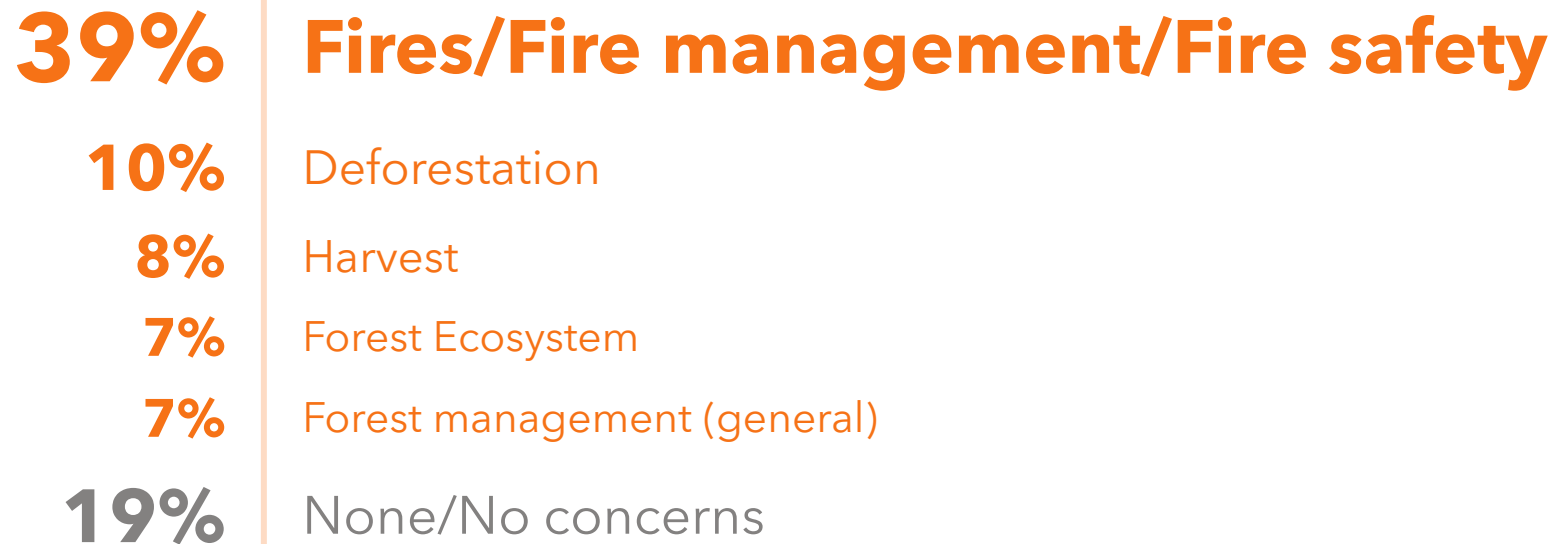 39% Fires/Fire management/Fire safety
10% Deforestation
8% Harvest
7% Forest Ecosystem
7% Forest management (general)
19% None/No concerns